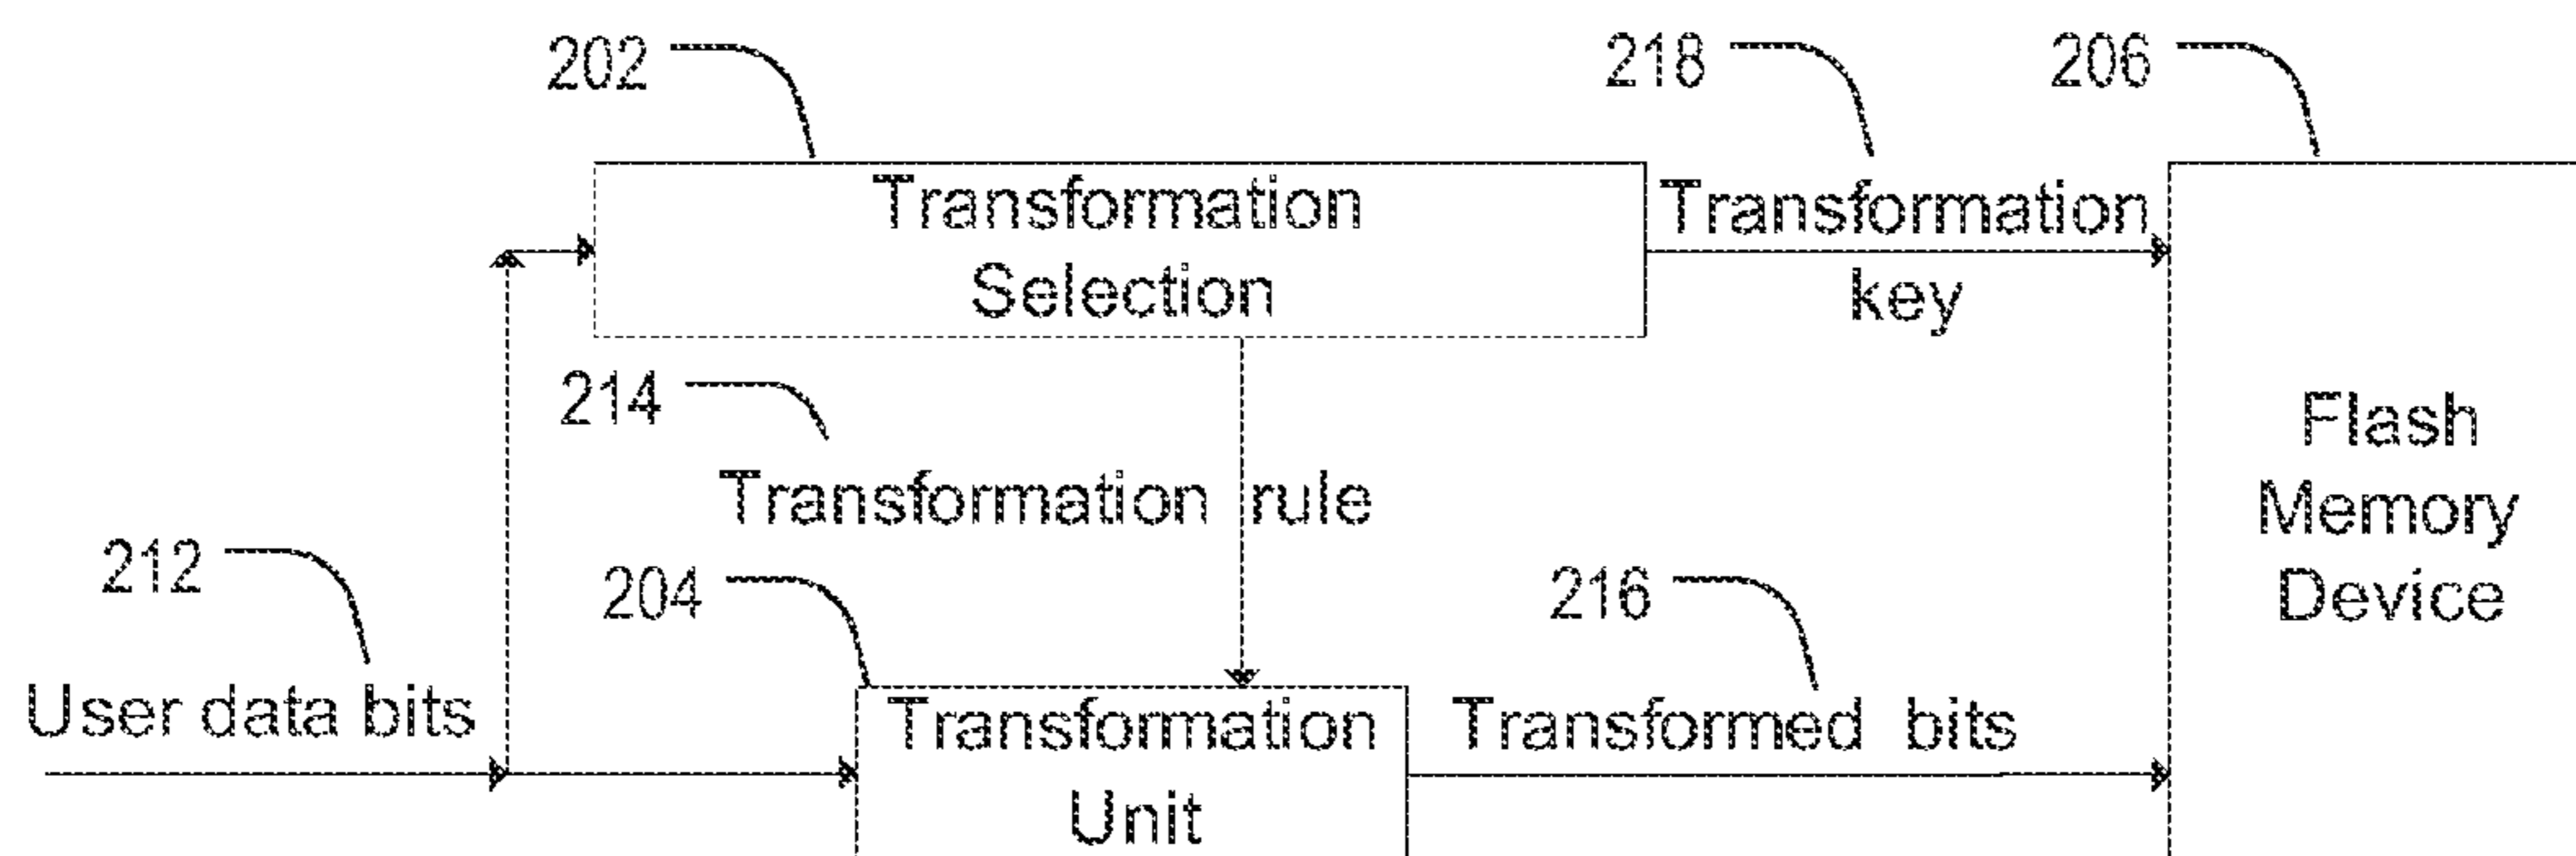 202
218
206
Transformation
Selection
Transformation
key
214
Transformation rule
Flash
Memory
Device
212
204
216
User data bits
Transformation
Unit
Transformed bits